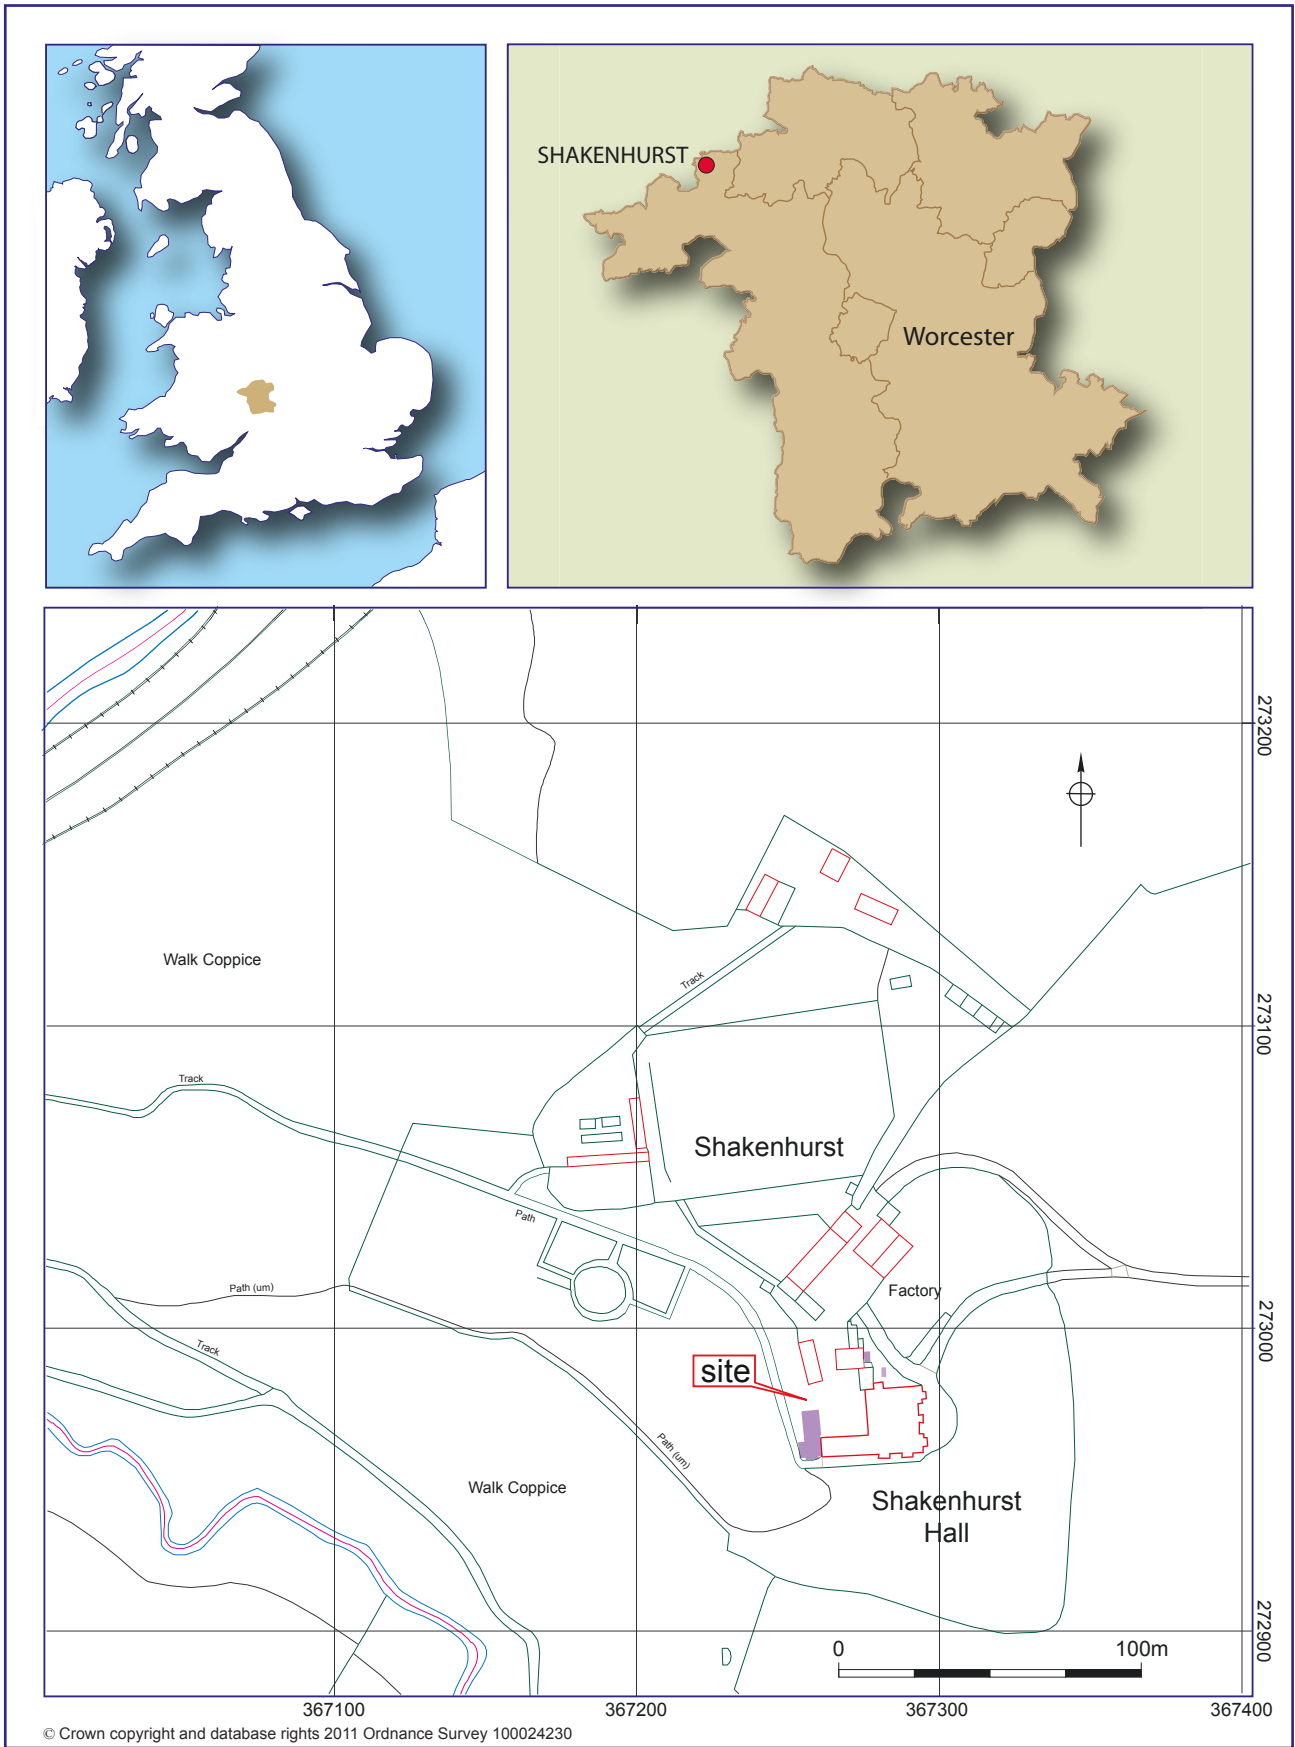 SHAKENHURST
Worcester
273200
Walk Coppice
Track
273100
Track
Shakenhurst
Path
Path (um)
Factory
Track
273000
site
Path (um)
Walk Coppice
Shakenhurst
Hall
272900
0 100m
367100 367200 367300 367400
© Crown copyright and database rights 2011 Ordnance Survey 100024230